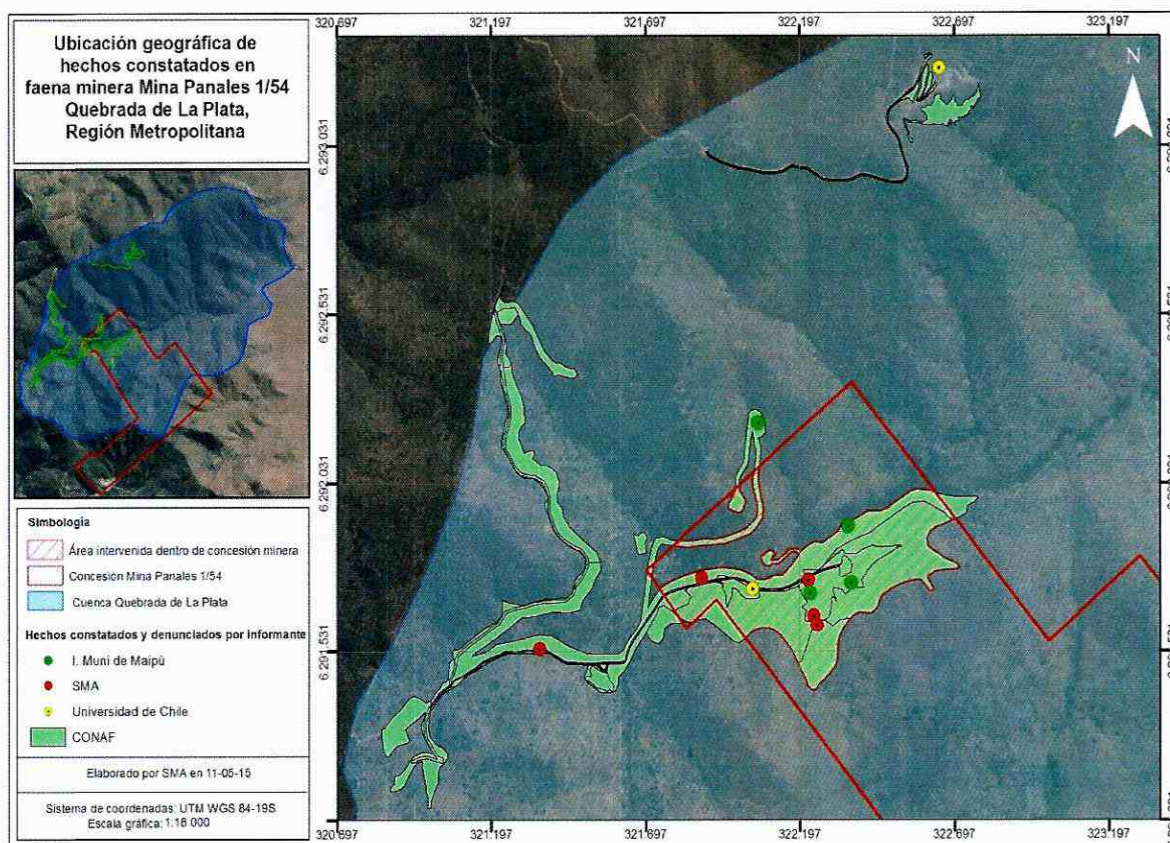 Ubicación geográfica de
hechos constatados en
faena minera Mina Panales 1/54
Quebrada de La Plata,
Región Metropolitana
Simbología
Área intervenida dentro de concesión minera
Concesión Mina Panales 1/54
Cuenca Quebrada de La Plata
Hechos constatados y denunciados por informante
I. Muni de Maipú
SMA
Universidad de Chile
CONAF
Elaborado por SMA en 11-05-15
Sistema de coordenadas: UTM WGS 84-19S
Escala gráfica: 1:18.000
320.697 321.197 321.697 322.197 322.697 323.197
N
6.293.031
6.292.531
6.292.031
6.291.531
320.697 321.197 321.697 322.197 322.697 323.197